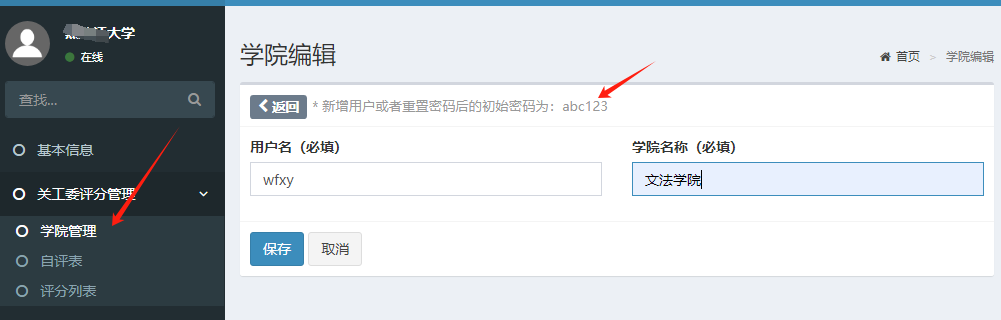 大学
在线
查找...
基本信息
关工委评分管理
学院管理
自评表
评分列表
学院编辑
首页 > 学院编辑
返回 * 新增用户或者重置密码后的初始密码为：abc123
用户名（必填）
wfxy
学院名称（必填）
文法学院
保存 取消